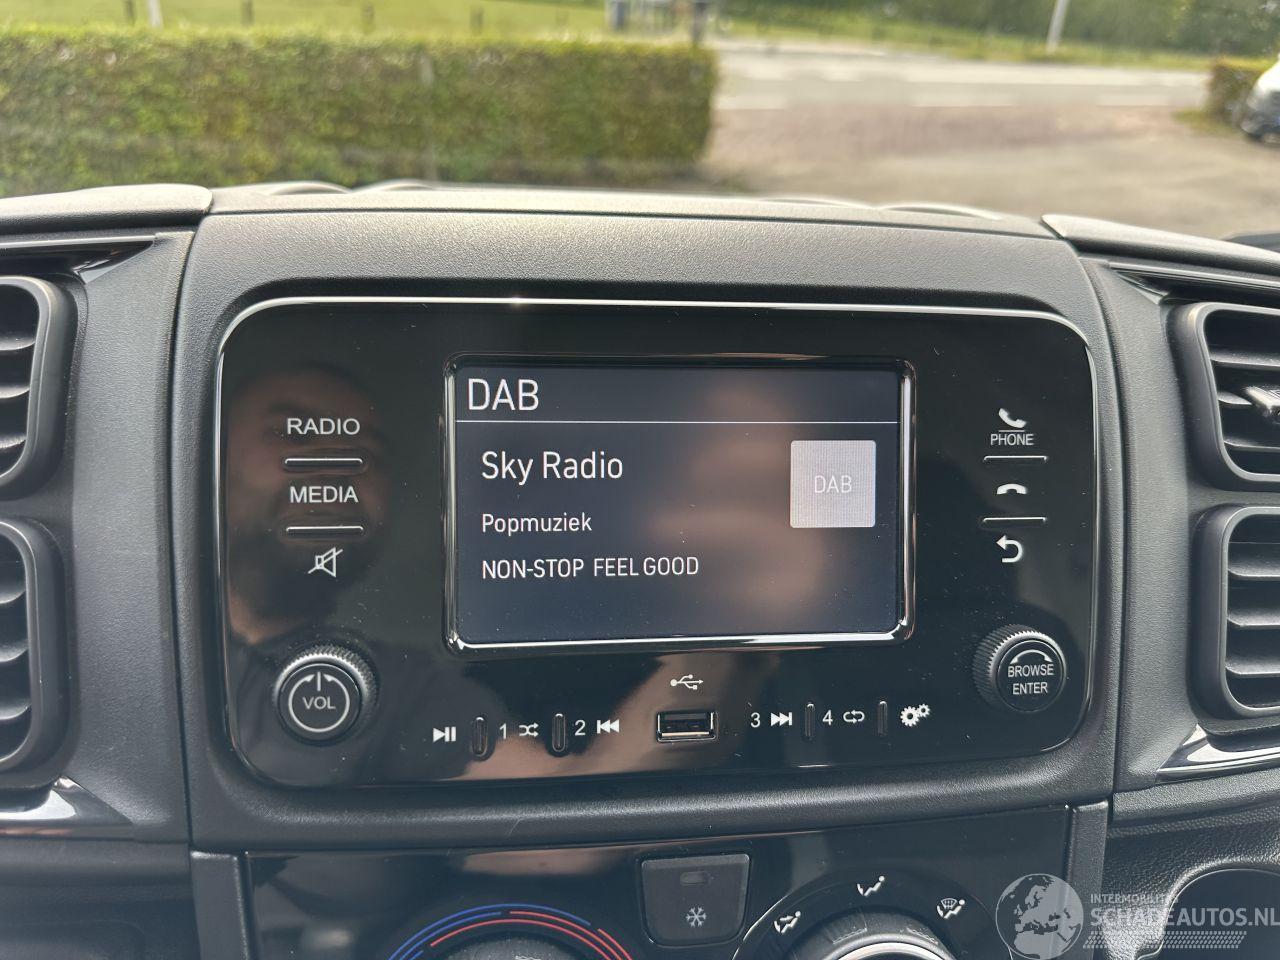 DAB
RADIO
MEDIA
Sky Radio
DAB
Popmuziek
NON-STOP FEEL GOOD
PHONE
VOL
BROWSE
ENTER
1
2
3
4
INTERMOBILITAS
SCHADEAUTOS.NL